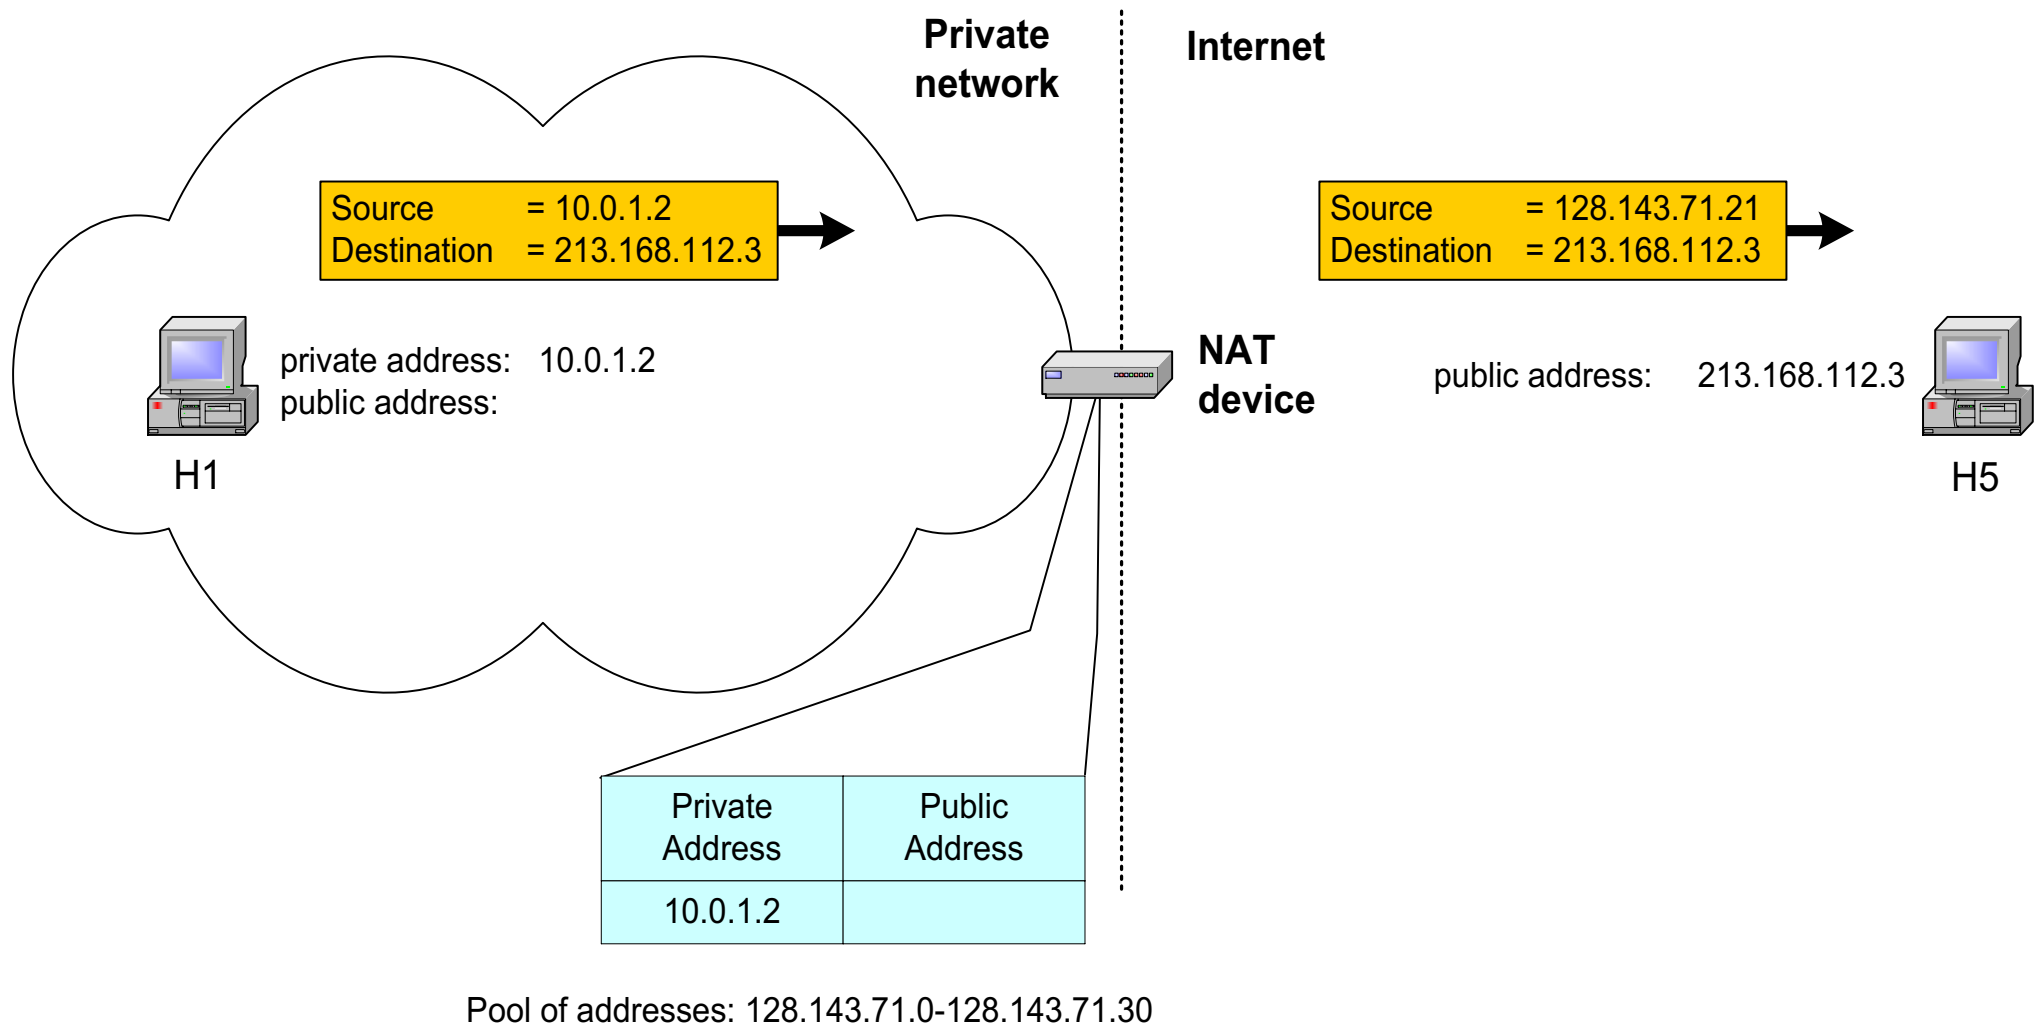 Private
network
Internet
Source = 10.0.1.2
Destination = 213.168.112.3
Source = 128.143.71.21
Destination = 213.168.112.3
private address: 10.0.1.2
public address:
H1
NAT
device
public address: 213.168.112.3
H5
Private
Address
Public
Address
10.0.1.2
Pool of addresses: 128.143.71.0-128.143.71.30